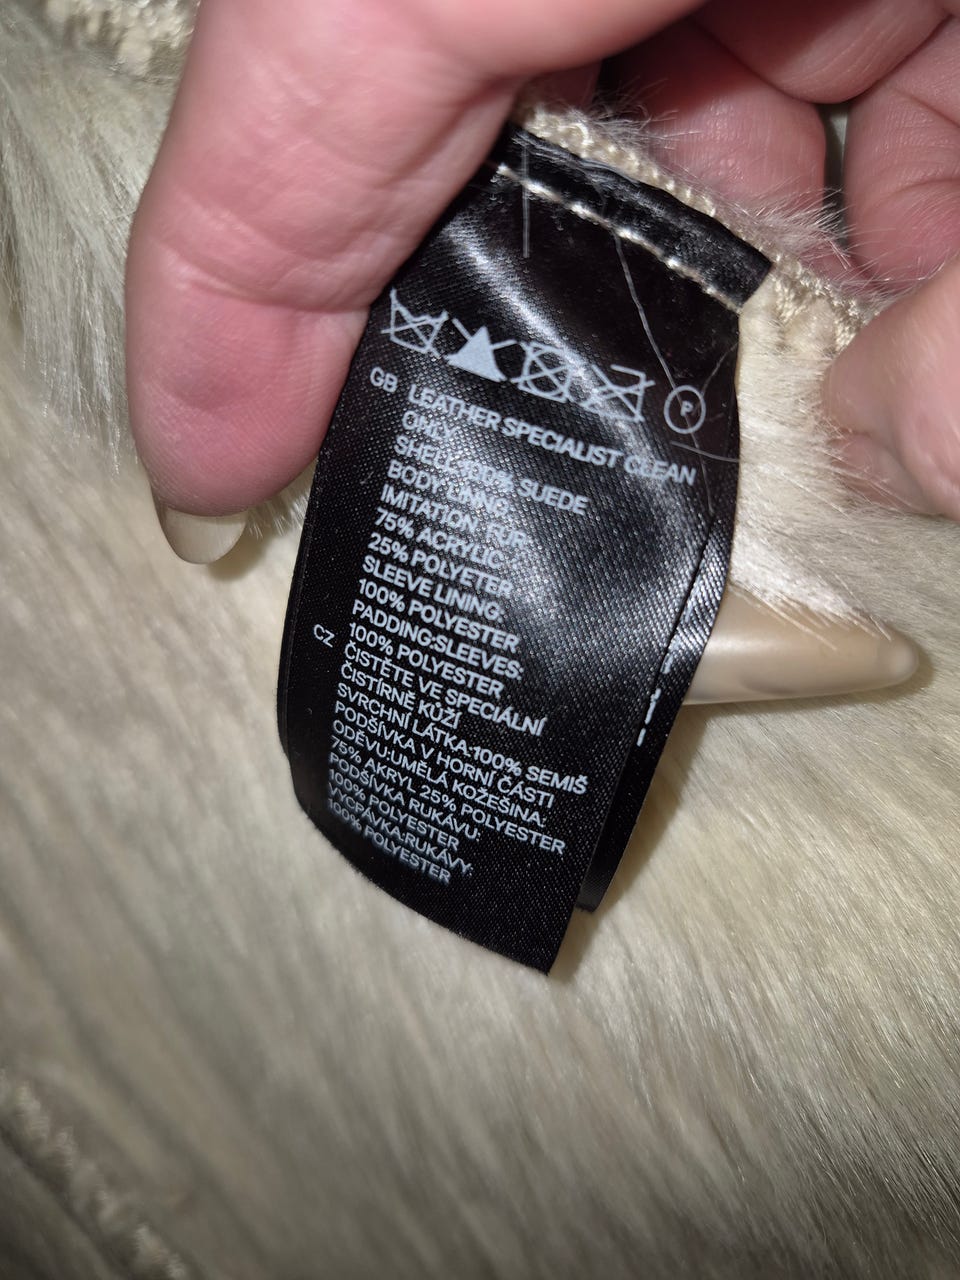 P
GB LEATHER SPECIALIST CLEAN
ONLY
SHELL:100% SUEDE
BODY LINING:
IMITATION FUR:
75% ACRYLIC
25% POLYETER
SLEEVE LINING:
100% POLYESTER
PADDING:SLEEVES:
100% POLYESTER
CZ ČISTĚTE VE SPECIÁLNÍ
ČISTÍRNĚ KŮŽÍ
SVRCHNÍ LÁTKA:100% SEMIŠ
PODŠÍVKA V HORNÍ ČÁSTI
ODĚVU:UMĚLÁ KOŽEŠINA:
75% AKRYL 25% POLYESTER
PODŠÍVKA RUKÁVU:
100% POLYESTER
VYCPÁVKA:RUKÁVY:
100% POLYESTER